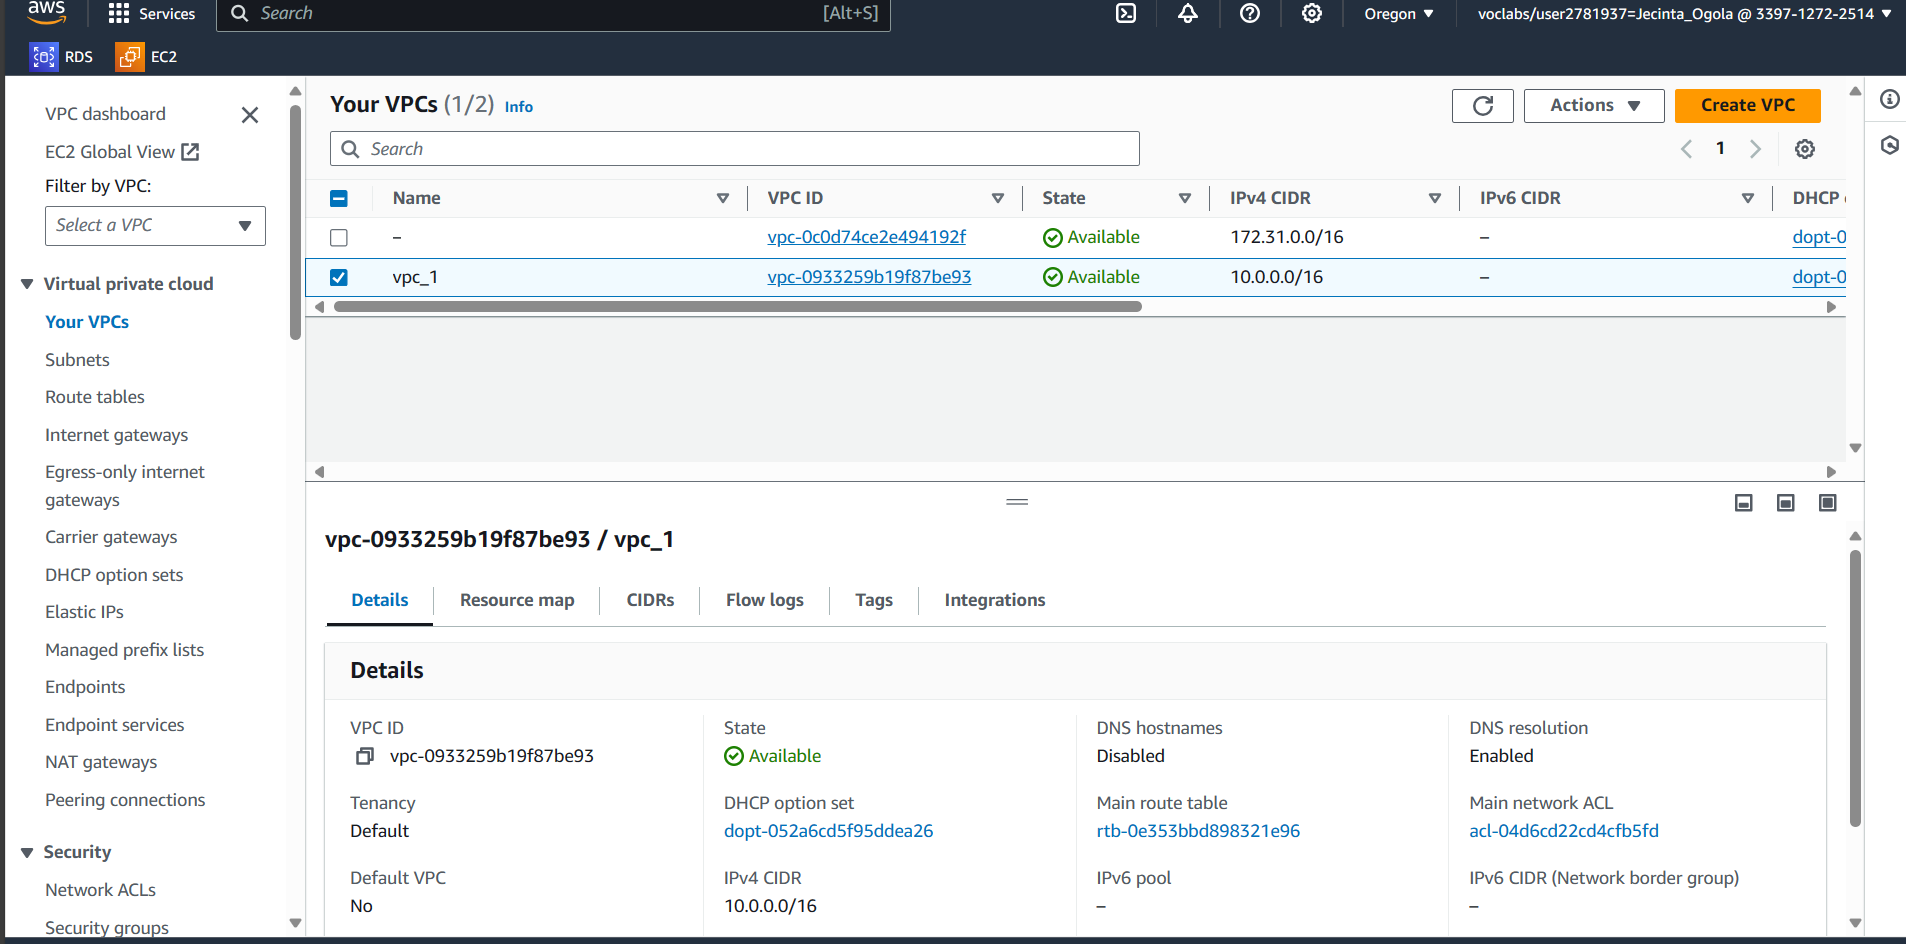 aws Services Search [Alt+S] Oregon voclabs/user2781937=Jecinta_Ogola @ 3397-1272-2514
RDS EC2
VPC dashboard
EC2 Global View
Filter by VPC:
Select a VPC
Virtual private cloud
Your VPCs
Subnets
Route tables
Internet gateways
Egress-only internet
gateways
Carrier gateways
DHCP option sets
Elastic IPs
Managed prefix lists
Endpoints
Endpoint services
NAT gateways
Peering connections
Security
Network ACLs
Security groups
Your VPCs (1/2) Info Actions Create VPC
Search 1
Name VPC ID State IPv4 CIDR IPv6 CIDR DHCP
– vpc-0c0d74ce2e494192f Available 172.31.0.0/16 – dopt-0
vpc_1 vpc-0933259b19f87be93 Available 10.0.0.0/16 – dopt-0
vpc-0933259b19f87be93 / vpc_1
Details Resource map CIDRs Flow logs Tags Integrations
Details
VPC ID State DNS hostnames DNS resolution
vpc-0933259b19f87be93 Available Disabled Enabled
Tenancy DHCP option set Main route table Main network ACL
Default dopt-052a6cd5f95ddea26 rtb-0e353bbd898321e96 acl-04d6cd22cd4cfb5fd
Default VPC IPv4 CIDR IPv6 pool IPv6 CIDR (Network border group)
No 10.0.0.0/16 – –